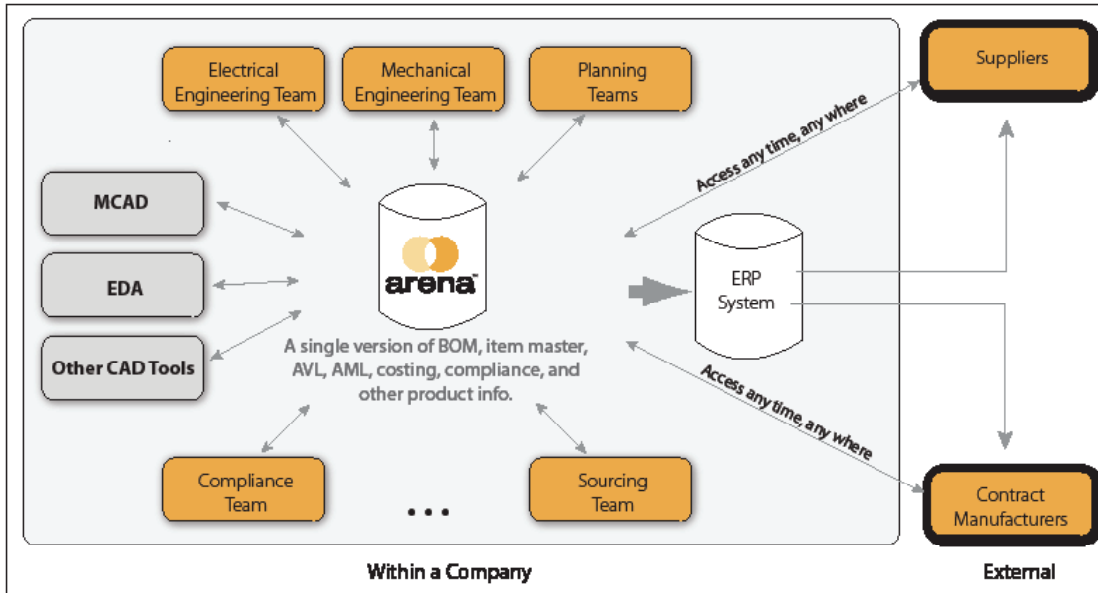 Electrical
Engineering Team
Mechanical
Engineering Team
Planning
Teams
Suppliers
Access any time, any where
MCAD
EDA
Other CAD Tools
arena™
ERP
System
A single version of BOM, item master,
AVL, AML, costing, compliance, and
other product info.
Access any time, any where
Compliance
Team
...
Sourcing
Team
Contract
Manufacturers
Within a Company
External